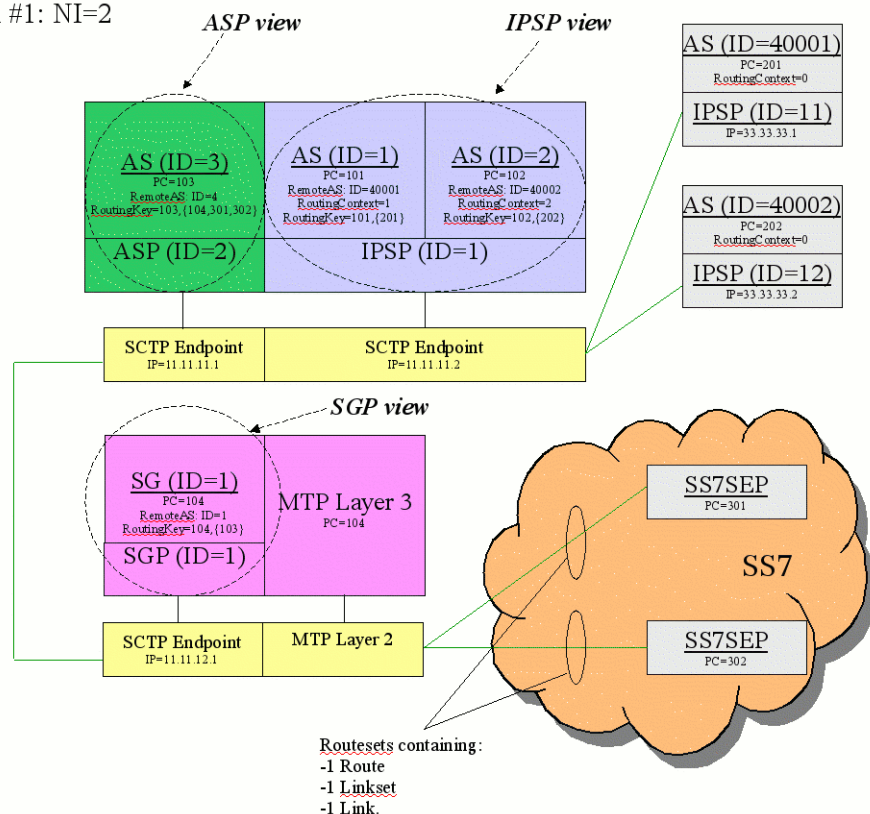 #1: NI=2
ASP view
IPSP view
AS (ID=40001)
PC=201
RoutingContext=0
IPSP (ID=11)
IP=33.33.33.1
AS (ID=3)
PC=103
RemoteAS: ID=4
RoutingKey=103,{104,301,302}
ASP (ID=2)
AS (ID=1)
PC=101
RemoteAS: ID=40001
RoutingContext=1
RoutingKey=101,{201}
AS (ID=2)
PC=102
RemoteAS: ID=40002
RoutingContext=2
RoutingKey=102,{202}
IPSP (ID=1)
AS (ID=40002)
PC=202
RoutingContext=0
IPSP (ID=12)
IP=33.33.33.2
SCTP Endpoint
IP=11.11.11.1
SCTP Endpoint
IP=11.11.11.2
SGP view
SG (ID=1)
PC=104
RemoteAS: ID=1
RoutingKey=104,{103}
SGP (ID=1)
MTP Layer 3
PC=104
SS7SEP
PC=301
SS7
SS7SEP
PC=302
SCTP Endpoint
IP=11.11.12.1
MTP Layer 2
Routesets containing:
-1 Route
-1 Linkset
-1 Link.